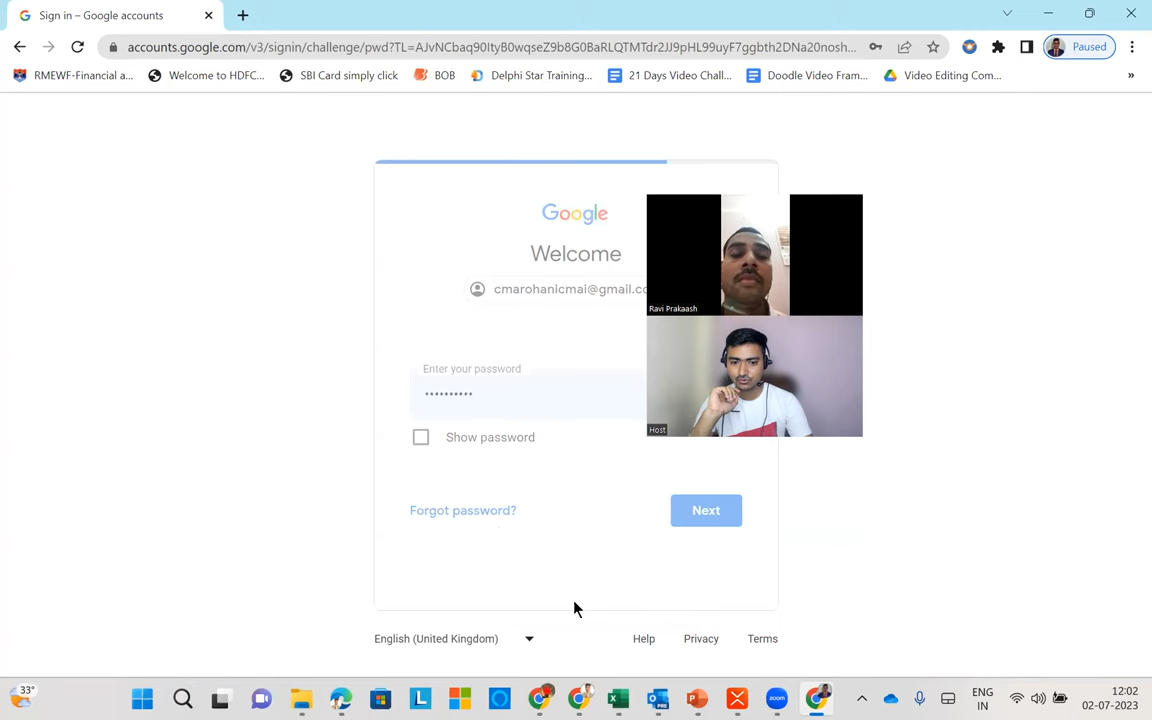 Sign in – Google accounts
accounts.google.com/v3/signin/challenge/pwd?TL=AJvNCbaq90ItyB0wqseZ9b8G0BaRLQTMTdr2JJ9pHL99uyF7ggbth2DNa20nosh...
Paused
RMEWF-Financial a...
Welcome to HDFC...
SBI Card simply click
BOB
Delphi Star Training...
21 Days Video Chall...
Doodle Video Fram...
Video Editing Com...
»
Google
Welcome
cmarohanicmai@gmail.co
Ravi Prakaash
Enter your password
••••••••••
Host
Show password
Forgot password?
Next
English (United Kingdom)
Help
Privacy
Terms
33°
ENG
IN
12:02
02-07-2023